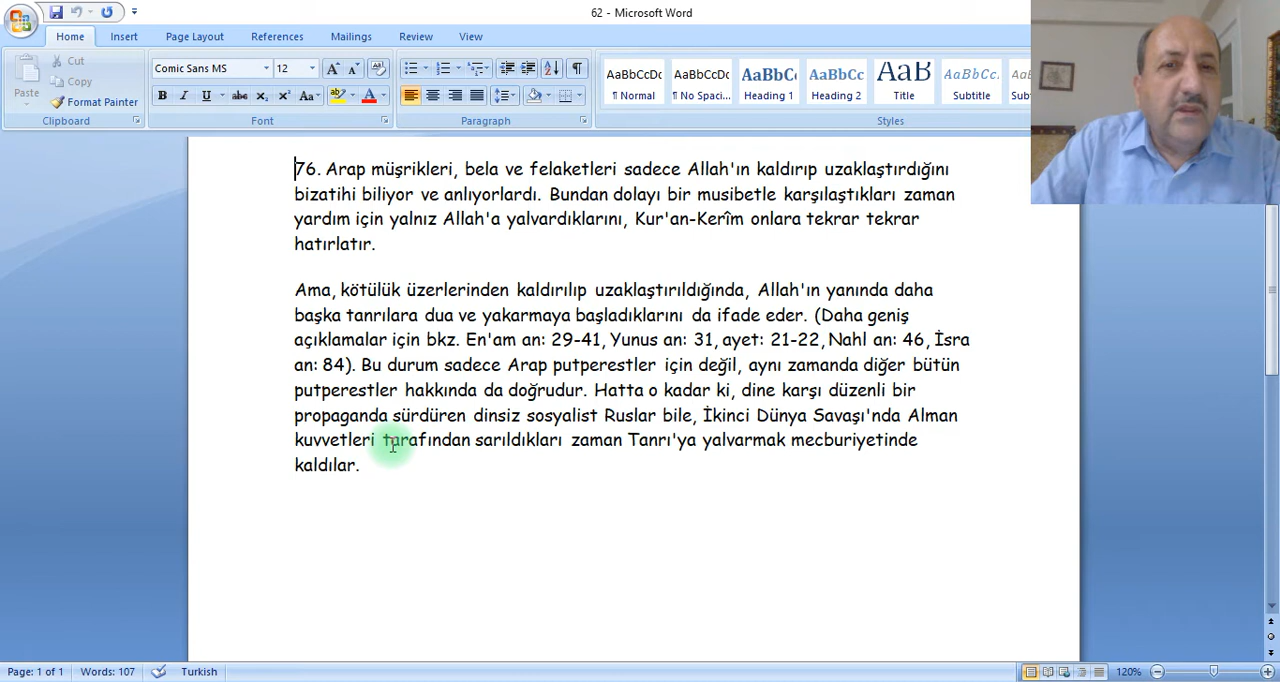 62 - Microsoft Word
Home Insert Page Layout References Mailings Review View
Paste
Cut
Copy
Format Painter
Clipboard
Comic Sans MS 12
Font
Paragraph
AaBbCcDc AaBbCcDc AaBbC AaBbCc AaB AaBbCc.
¶ Normal ¶ No Spaci... Heading 1 Heading 2 Title Subtitle
Styles
76. Arap müşrikleri, bela ve felaketleri sadece Allah'ın kaldırıp uzaklaştırdığını
bizatihi biliyor ve anlıyorlardı. Bundan dolayı bir musibetle karşılaştıkları zaman
yardım için yalnız Allah'a yalvardıklarını, Kur'an-Kerîm onlara tekrar tekrar
hatırlatır.
Ama, kötülük üzerlerinden kaldırılıp uzaklaştırıldığında, Allah'ın yanında daha
başka tanrılara dua ve yakarmaya başladıklarını da ifade eder. (Daha geniş
açıklamalar için bkz. En'am an: 29-41, Yunus an: 31, ayet: 21-22, Nahl an: 46, İsra
an: 84). Bu durum sadece Arap putperestler için değil, aynı zamanda diğer bütün
putperestler hakkında da doğrudur. Hatta o kadar ki, dine karşı düzenli bir
propaganda sürdüren dinsiz sosyalist Ruslar bile, İkinci Dünya Savaşı'nda Alman
kuvvetleri tarafından sarıldıkları zaman Tanrı'ya yalvarmak mecburiyetinde
kaldılar.
Page: 1 of 1 Words: 107 Turkish 120%